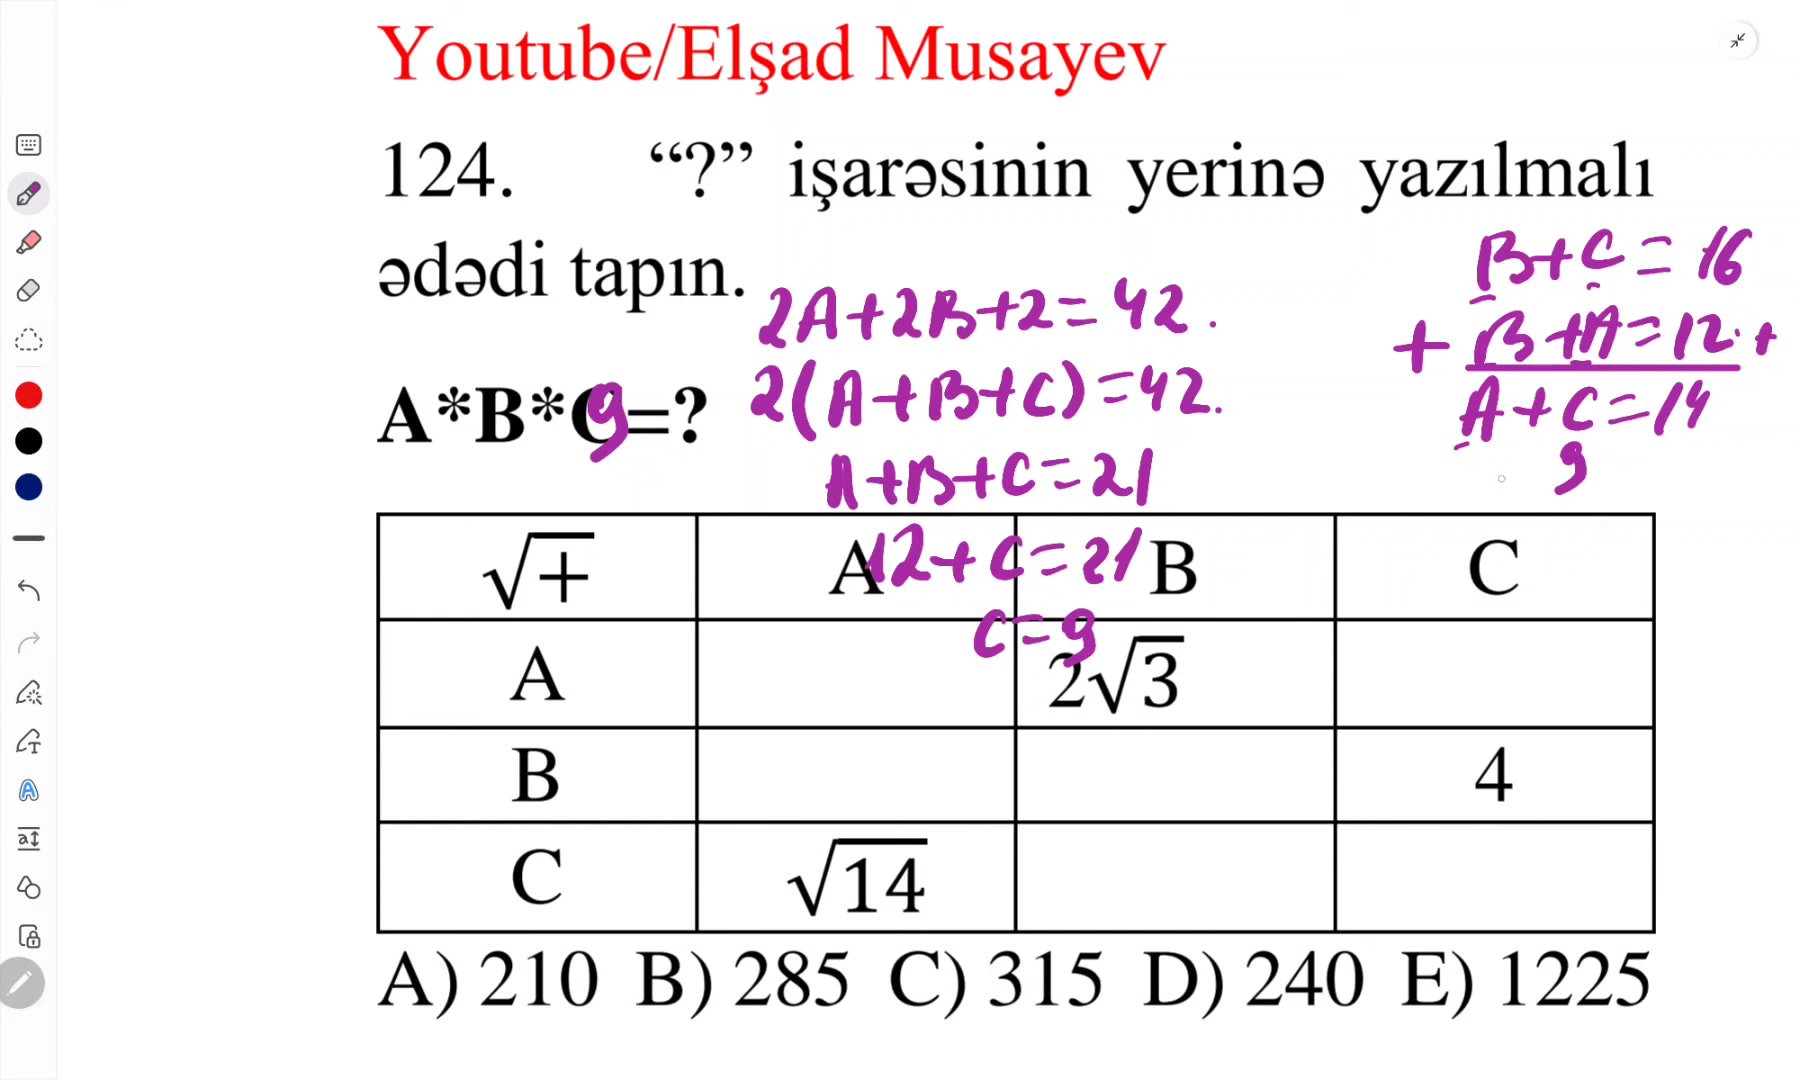 Youtube/Elşad Musayev
124. “?” işarəsinin yerinə yazılmalı
ədədi tapın.
B+C=16
+ B+A=12. +
A+C=14
9
2A+2B+2=42.
2(A+B+C)=42.
A+B+C=21
12+C=21
C=9
A*B*C=?
9
√+ A B C
A 2√3
B 4
C √14
A) 210 B) 285 C) 315 D) 240 E) 1225